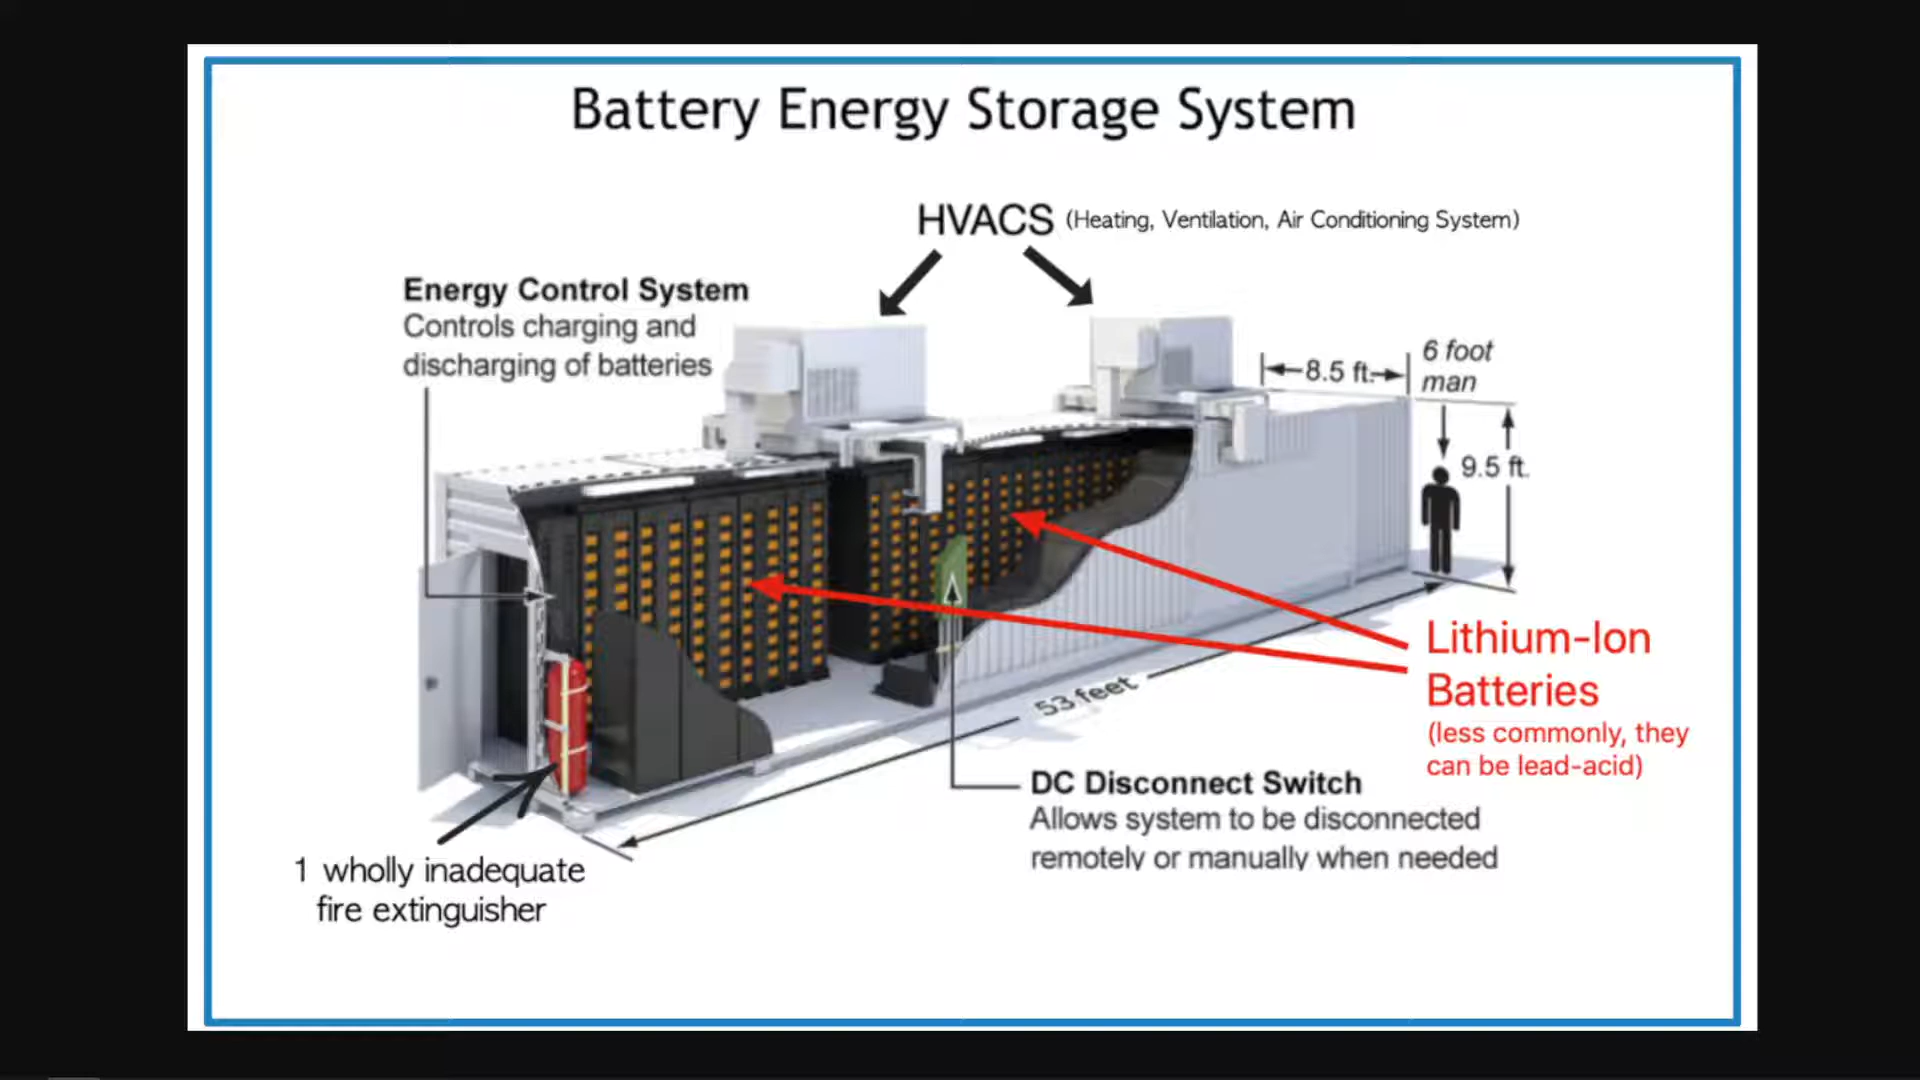 Battery Energy Storage System
HVACS (Heating, Ventilation, Air Conditioning System)
Energy Control System
Controls charging and
discharging of batteries
8.5 ft.
6 foot
man
9.5 ft.
Lithium-Ion
Batteries
(less commonly, they
can be lead-acid)
53 feet
DC Disconnect Switch
Allows system to be disconnected
remotely or manually when needed
1 wholly inadequate
fire extinguisher